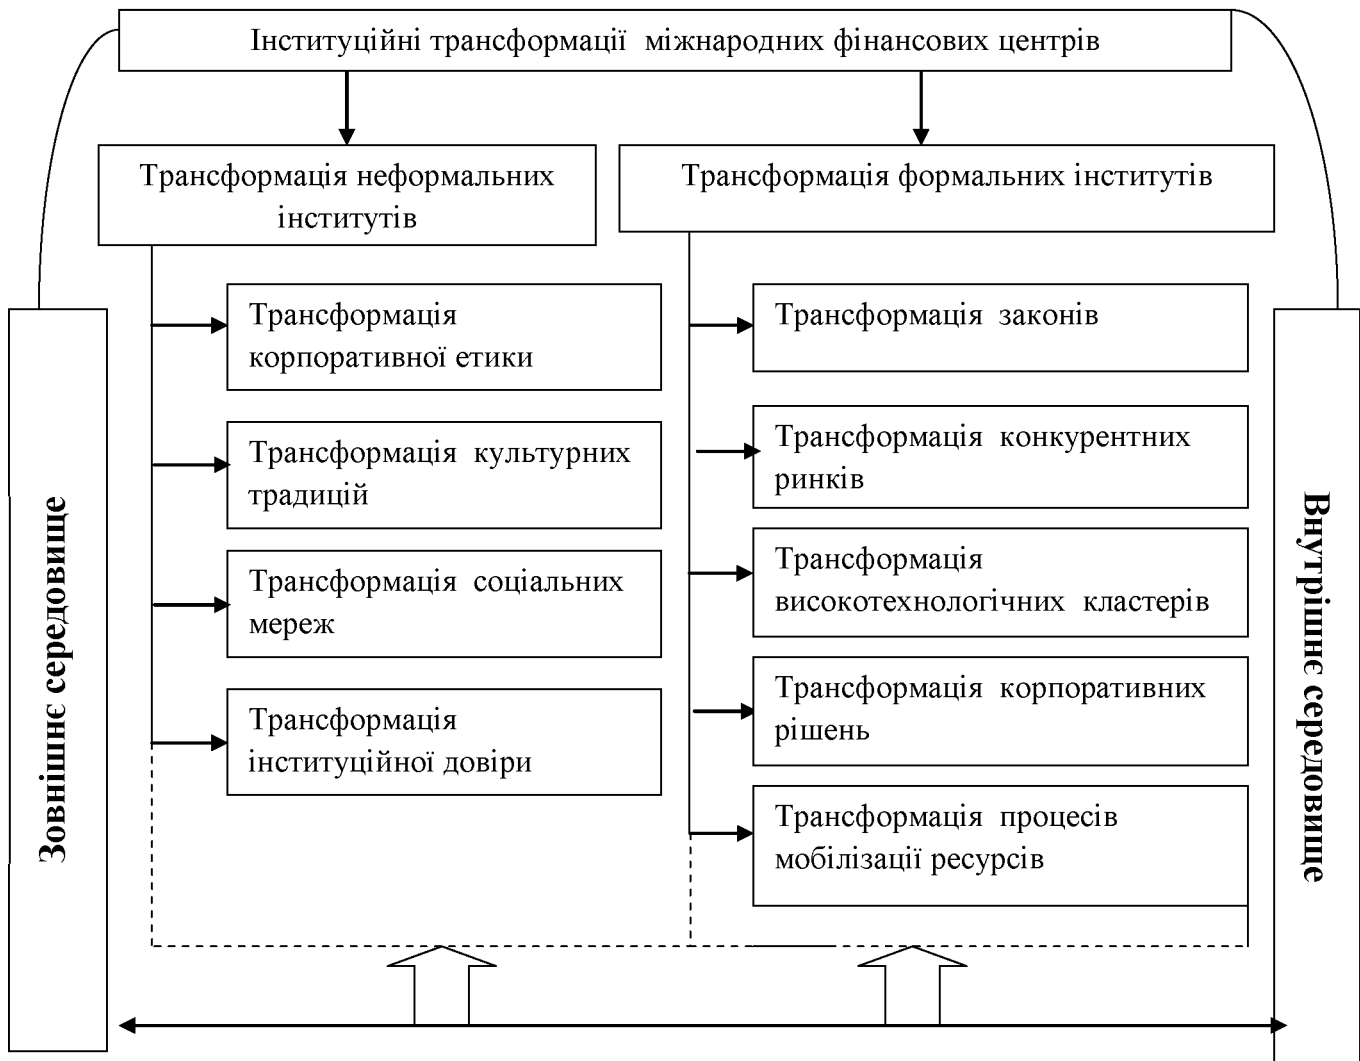 Інституційні трансформації міжнародних фінансових центрів
Трансформація неформальних
інститутів
Трансформація формальних інститутів
Трансформація
корпоративної етики
Трансформація культурних
традицій
Трансформація соціальних
мереж
Трансформація
інституційної довіри
Трансформація законів
Трансформація конкурентних
ринків
Трансформація
високотехнологічних кластерів
Трансформація корпоративних
рішень
Трансформація процесів
мобілізації ресурсів
Зовнішнє середовище
Внутрішнє середовище